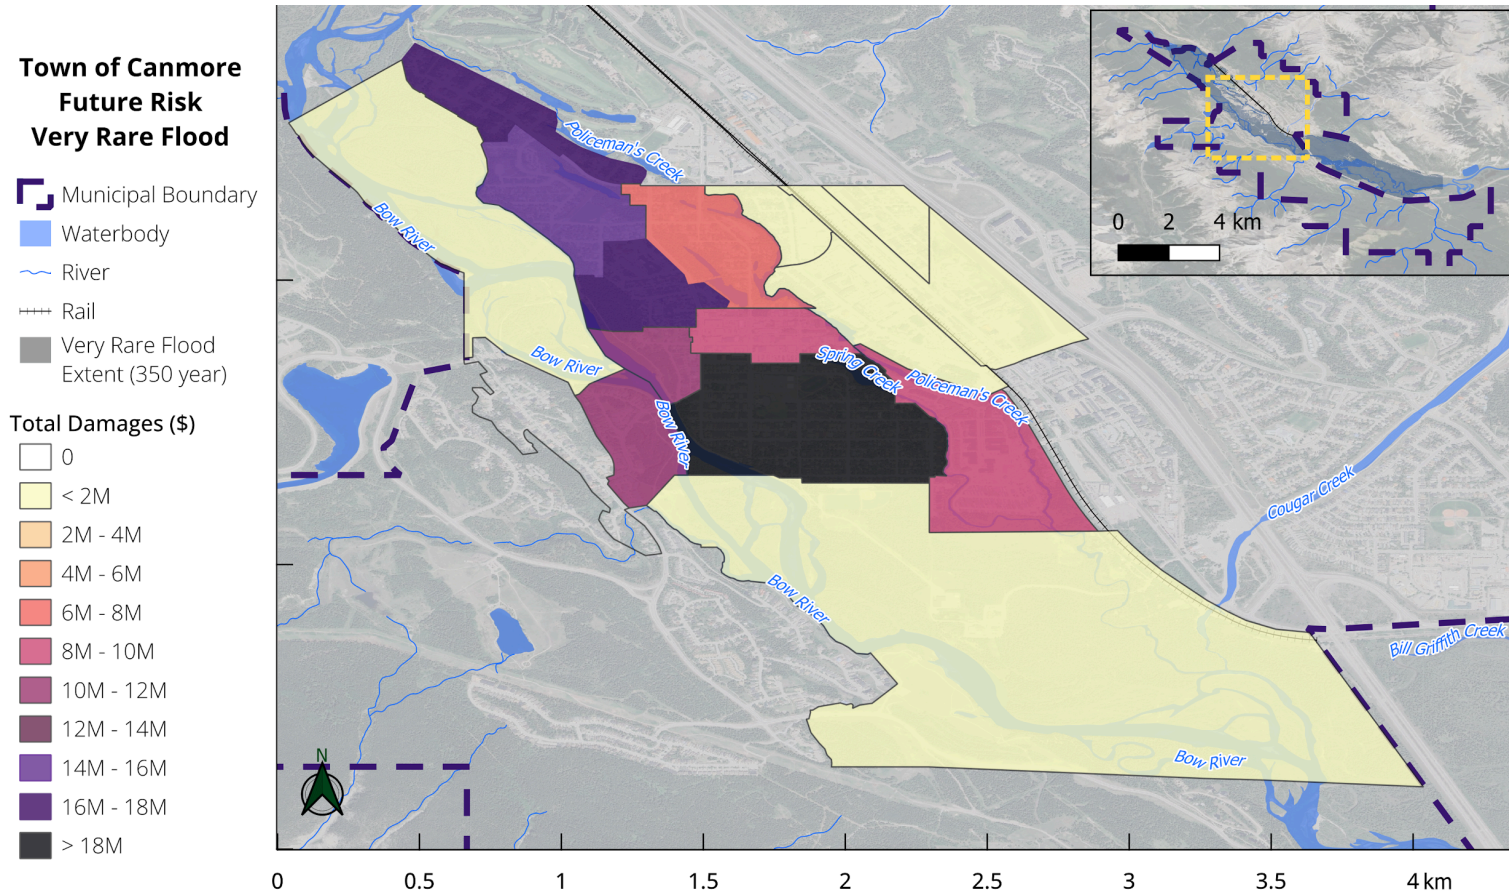 Town of Canmore
Future Risk
Very Rare Flood
Municipal Boundary
Waterbody
River
Rail
Very Rare Flood
Extent (350 year)
Total Damages ($)
0
< 2M
2M - 4M
4M - 6M
6M - 8M
8M - 10M
10M - 12M
12M - 14M
14M - 16M
16M - 18M
> 18M
Policeman's Creek
Bow River
Bow River
Bow River
Spring Creek
Policeman's Creek
Bow River
Bow River
Cougar Creek
Bill Griffith Creek
0 2 4 km
N
0 0.5 1 1.5 2 2.5 3 3.5 4 km